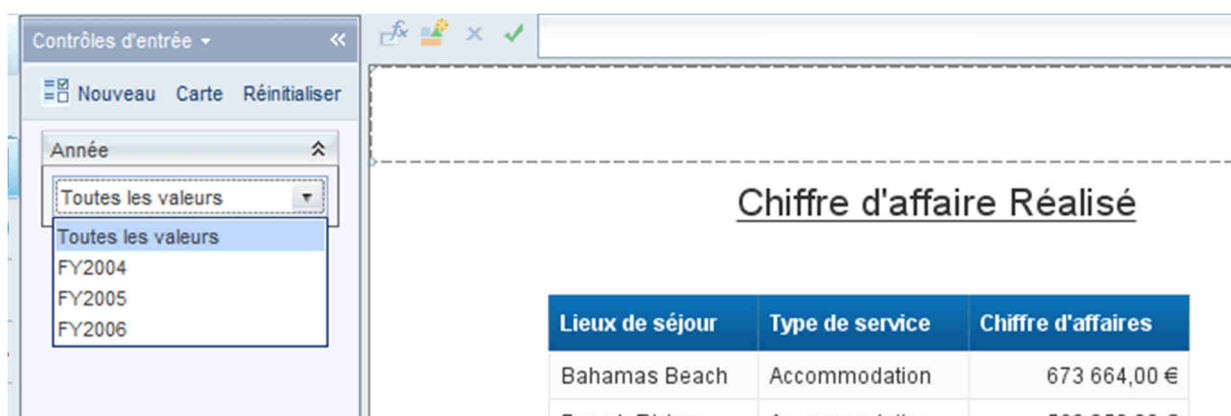 Contrôles d'entrée
Nouveau Carte Réinitialiser
Année
Toutes les valeurs
Toutes les valeurs
FY2004
FY2005
FY2006
Chiffre d'affaire Réalisé
Lieux de séjour Type de service Chiffre d'affaires
Bahamas Beach Accommodation 673 664,00 €